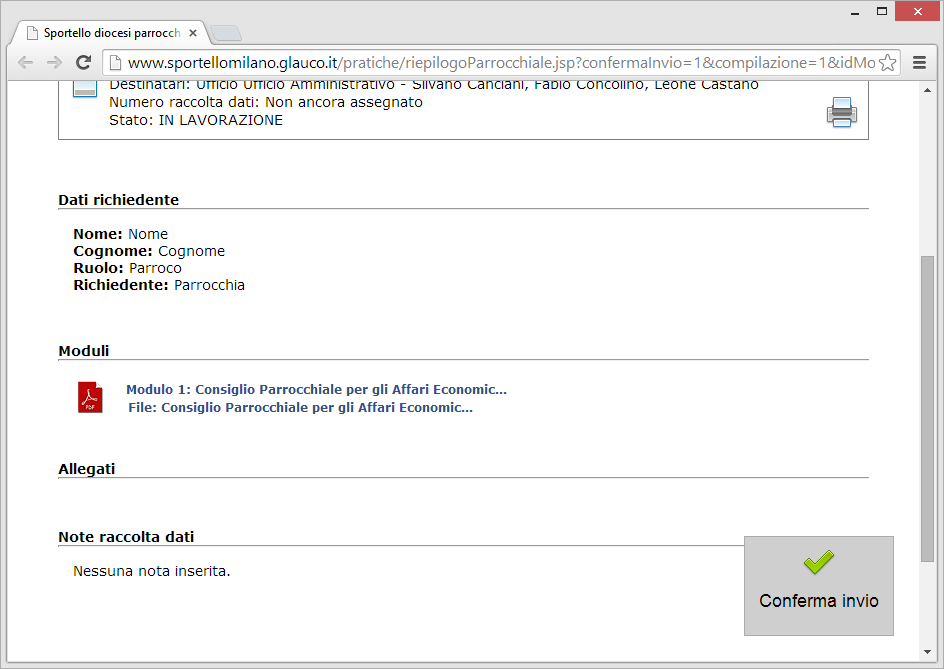 Sportello diocesi parrocch
www.sportellomilano.glauco.it/pratiche/riepilogoParrocchiale.jsp?confermaInvio=1&compilazione=1&idMo
Destinatari: Ufficio Ufficio Amministrativo - Silvano Canciani, Fabio Concolino, Leone Castano
Numero raccolta dati: Non ancora assegnato
Stato: IN LAVORAZIONE
Dati richiedente
Nome: Nome
Cognome: Cognome
Ruolo: Parroco
Richiedente: Parrocchia
Moduli
PDF
Modulo 1: Consiglio Parrocchiale per gli Affari Economic...
File: Consiglio Parrocchiale per gli Affari Economic...
Allegati
Note raccolta dati
Nessuna nota inserita.
Conferma invio